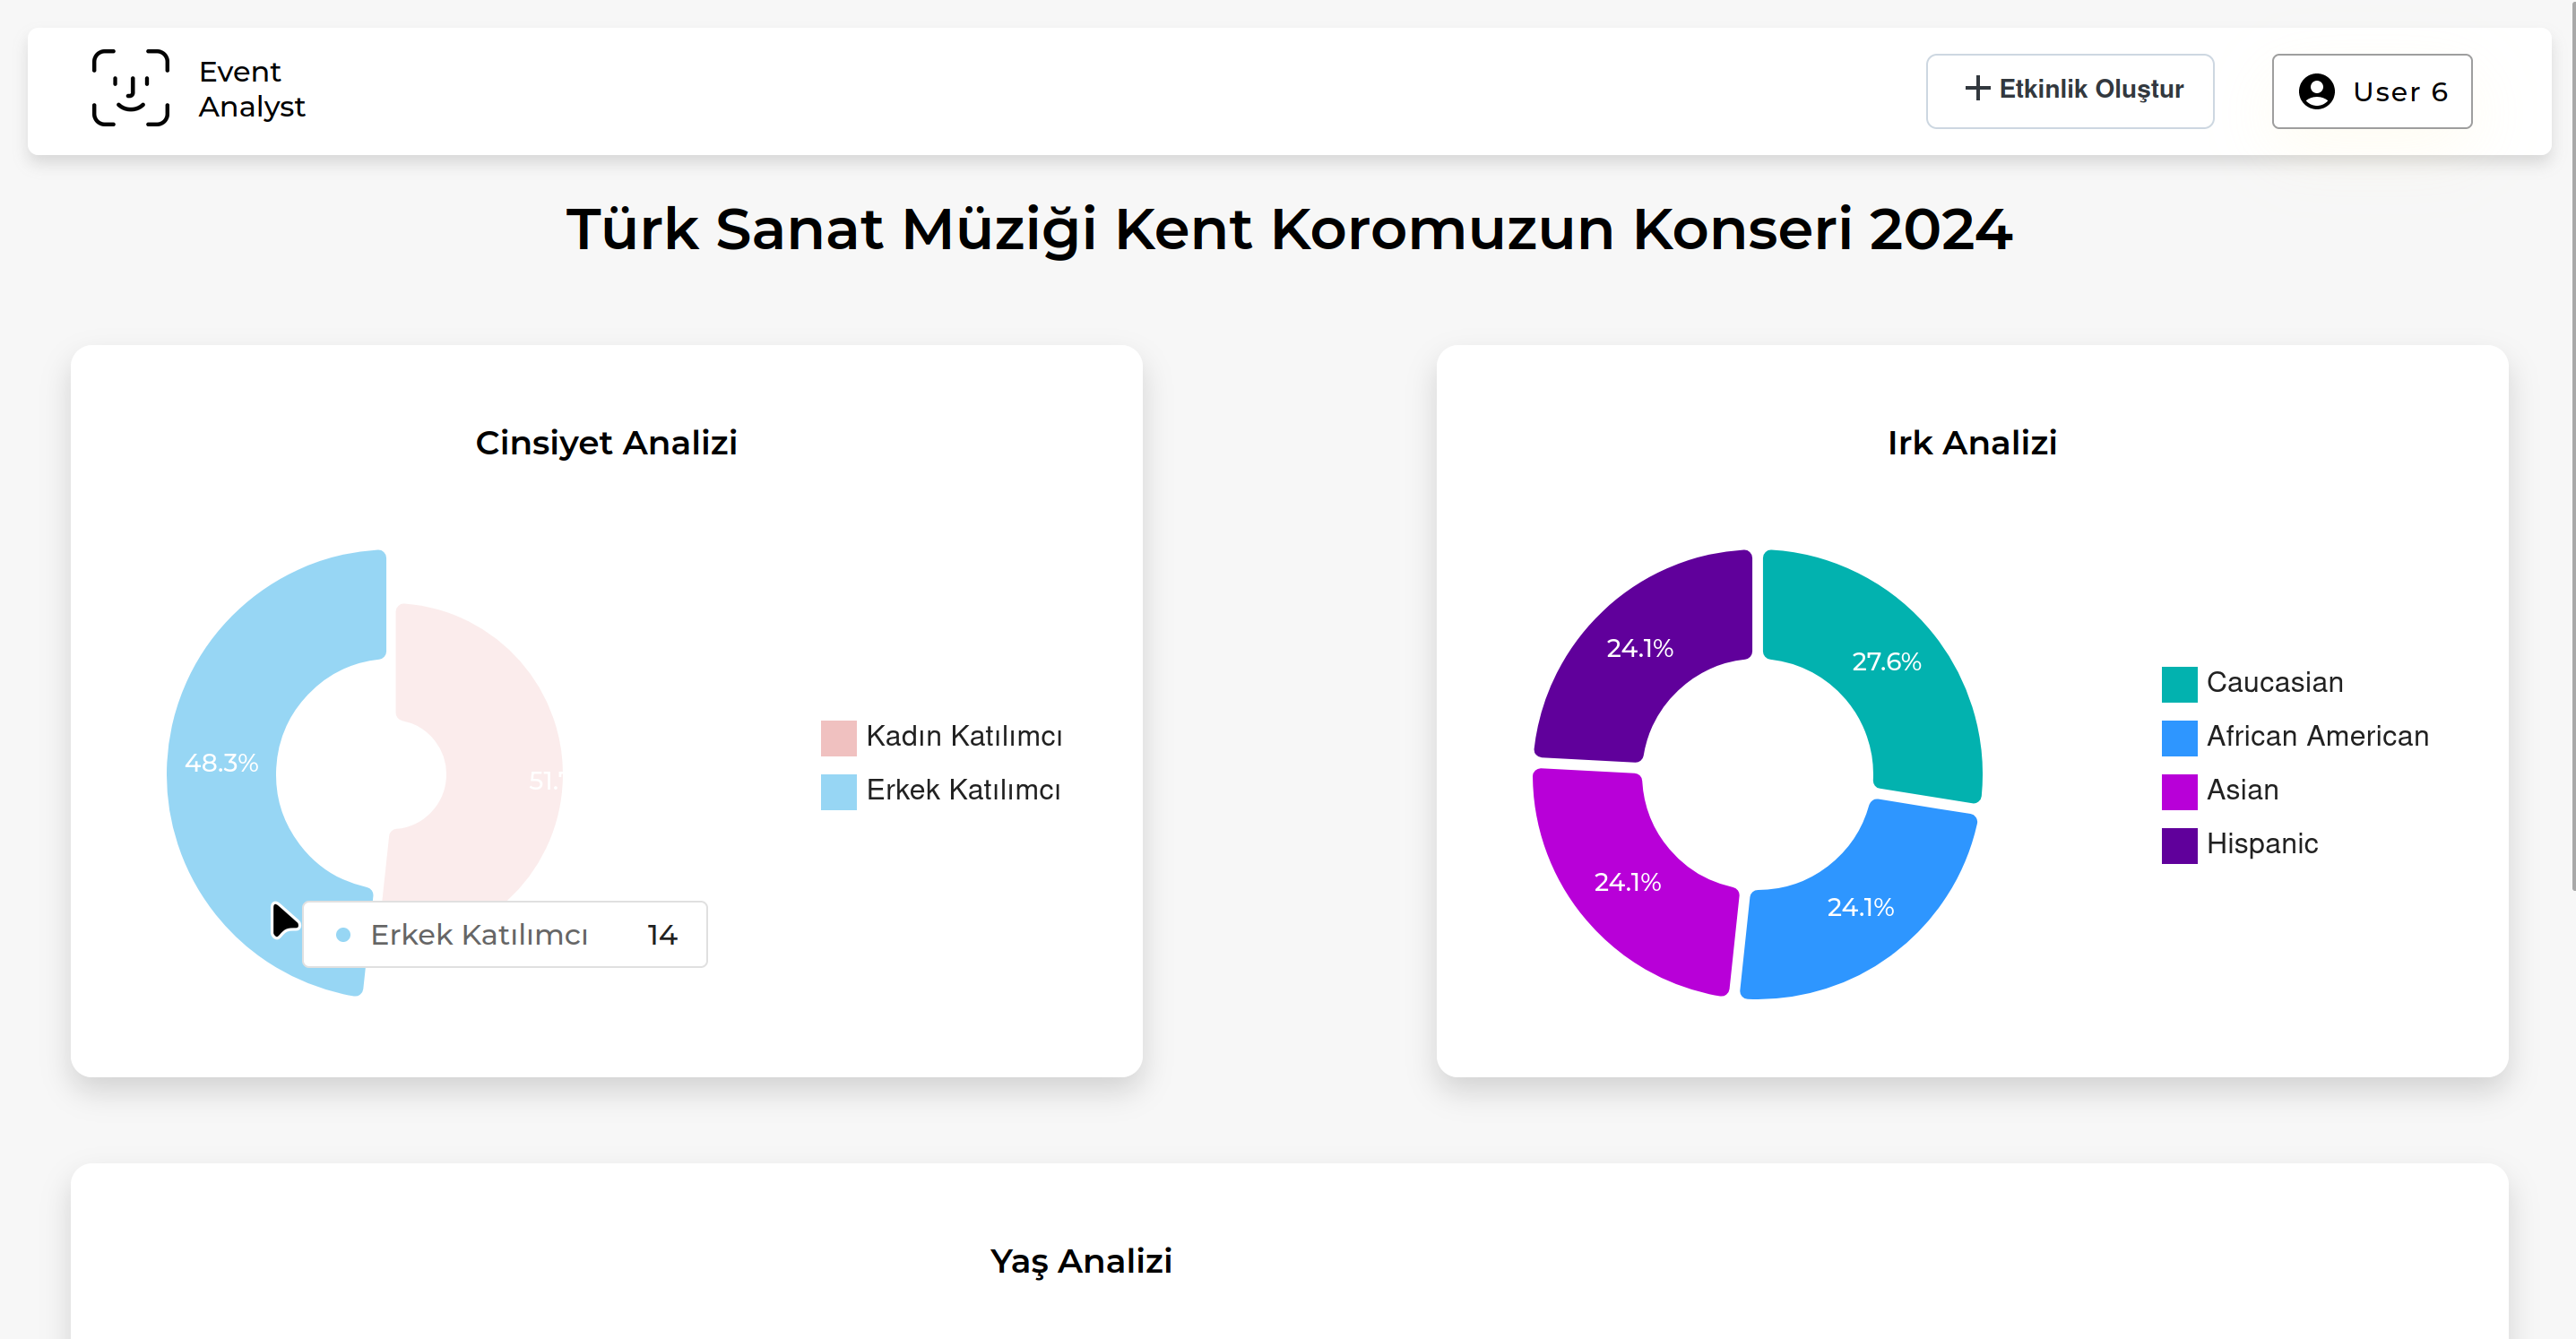 Event
Analyst
Etkinlik Oluştur
User 6
Türk Sanat Müziği Kent Koromuzun Konseri 2024
Cinsiyet Analizi
48.3%
Kadın Katılımcı
Erkek Katılımcı
Erkek Katılımcı 14
Irk Analizi
24.1%
27.6%
24.1%
24.1%
Caucasian
African American
Asian
Hispanic
Yaş Analizi